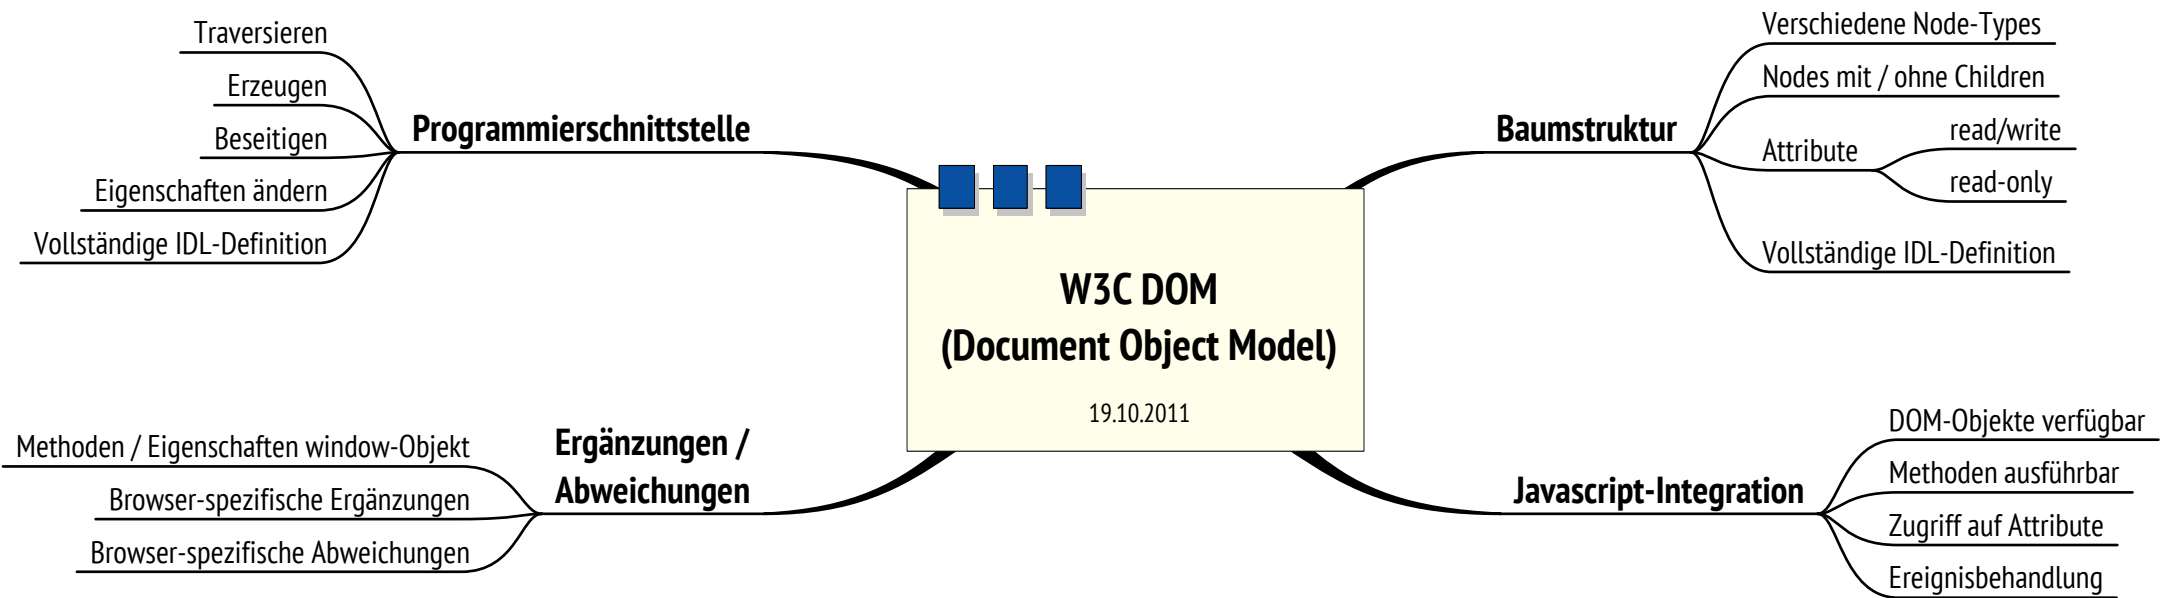 W3C DOM
(Document Object Model)
19.10.2011
Baumstruktur
Verschiedene Node-Types
Nodes mit / ohne Children
Attribute
read/write
read-only
Vollständige IDL-Definition
Javascript-Integration
DOM-Objekte verfügbar
Methoden ausführbar
Zugriff auf Attribute
Ereignisbehandlung
Programmierschnittstelle
Traversieren
Erzeugen
Beseitigen
Eigenschaften ändern
Vollständige IDL-Definition
Ergänzungen /
Abweichungen
Methoden / Eigenschaften window-Objekt
Browser-spezifische Ergänzungen
Browser-spezifische Abweichungen